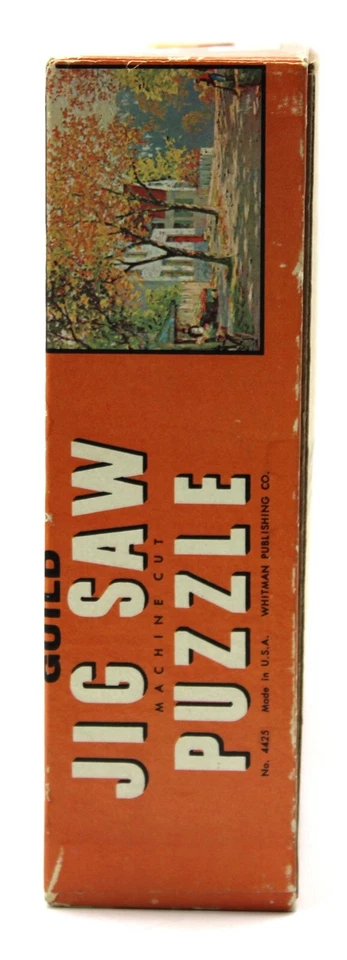 GUILD
JIG SAW
MACHINE CUT
PUZZLE
No. 4425 Made in U.S.A. WHITMAN PUBLISHING CO.